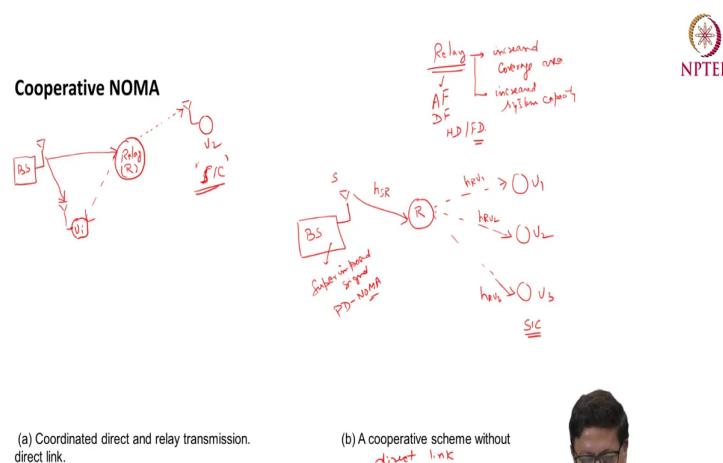 NPTEL
Relay → increased
coverage area
increased
system capacity
AF
DF
HD/FD
Cooperative NOMA
BS
Relay
(R)
U2
'SIC'
U1
S
hSR
BS
R
hRU1
U1
hRU2
U2
hRU3
U3
SIC
Superimposed
signal
PD-NOMA
(a) Coordinated direct and relay transmission.
direct link.
(b) A cooperative scheme without
direct link